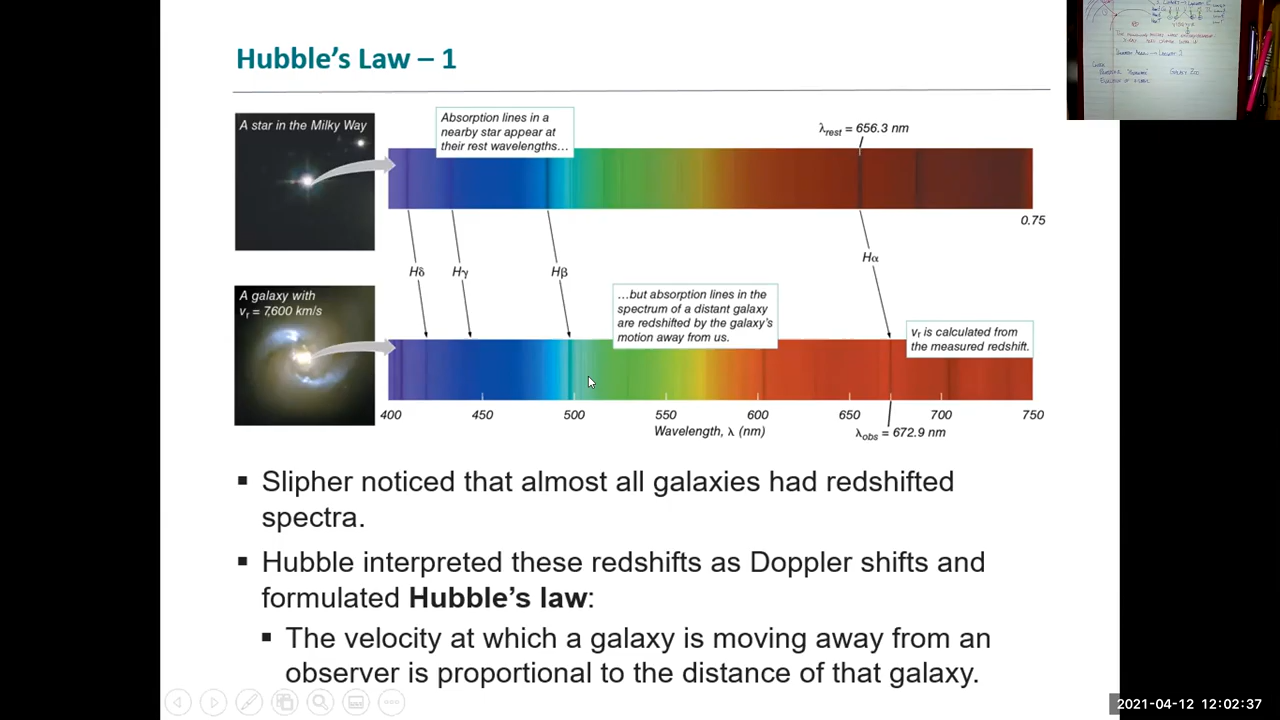 Hubble's Law – 1
A star in the Milky Way
Absorption lines in a
nearby star appear at
their rest wavelengths…
λrest = 656.3 nm
0.75
Hδ
Hγ
Hβ
Hα
A galaxy with
vr = 7,600 km/s
…but absorption lines in the
spectrum of a distant galaxy
are redshifted by the galaxy's
motion away from us.
vr is calculated from
the measured redshift.
400 450 500 550 600 650 700 750
Wavelength, λ (nm)
λobs = 672.9 nm
▪ Slipher noticed that almost all galaxies had redshifted
spectra.
▪ Hubble interpreted these redshifts as Doppler shifts and
formulated Hubble's law:
▪ The velocity at which a galaxy is moving away from an
observer is proportional to the distance of that galaxy.
GALAXY ZOO
2021-04-12 12:02:37